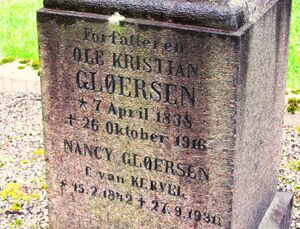 Forfatteren
OLE KRISTIAN
GLØERSEN
* 7 April 1838
† 26 Oktober 1916
NANCY GLØERSEN
F. van KERVEL
* 15.2.1842 † 27.9.1931